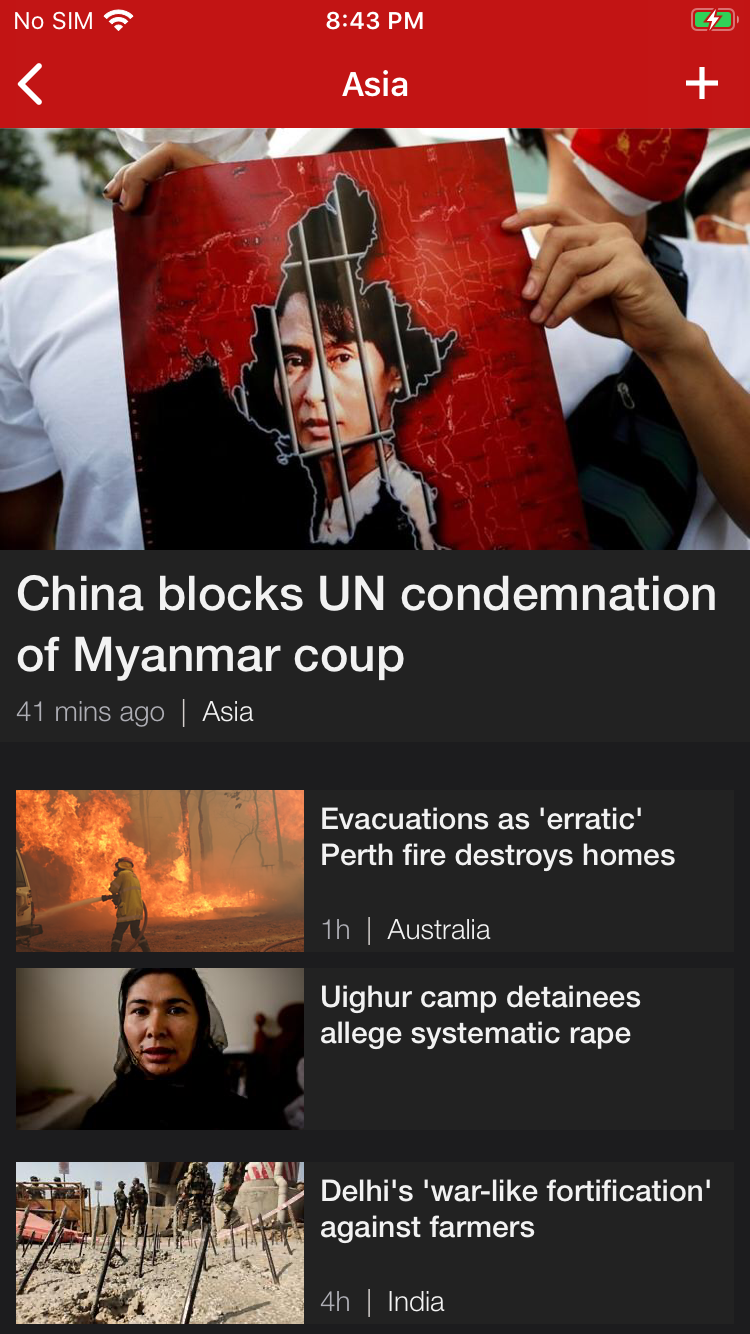 No SIM 8:43 PM
Asia
China blocks UN condemnation
of Myanmar coup
41 mins ago | Asia
Evacuations as 'erratic'
Perth fire destroys homes
1h | Australia
Uighur camp detainees
allege systematic rape
Delhi's 'war-like fortification'
against farmers
4h | India